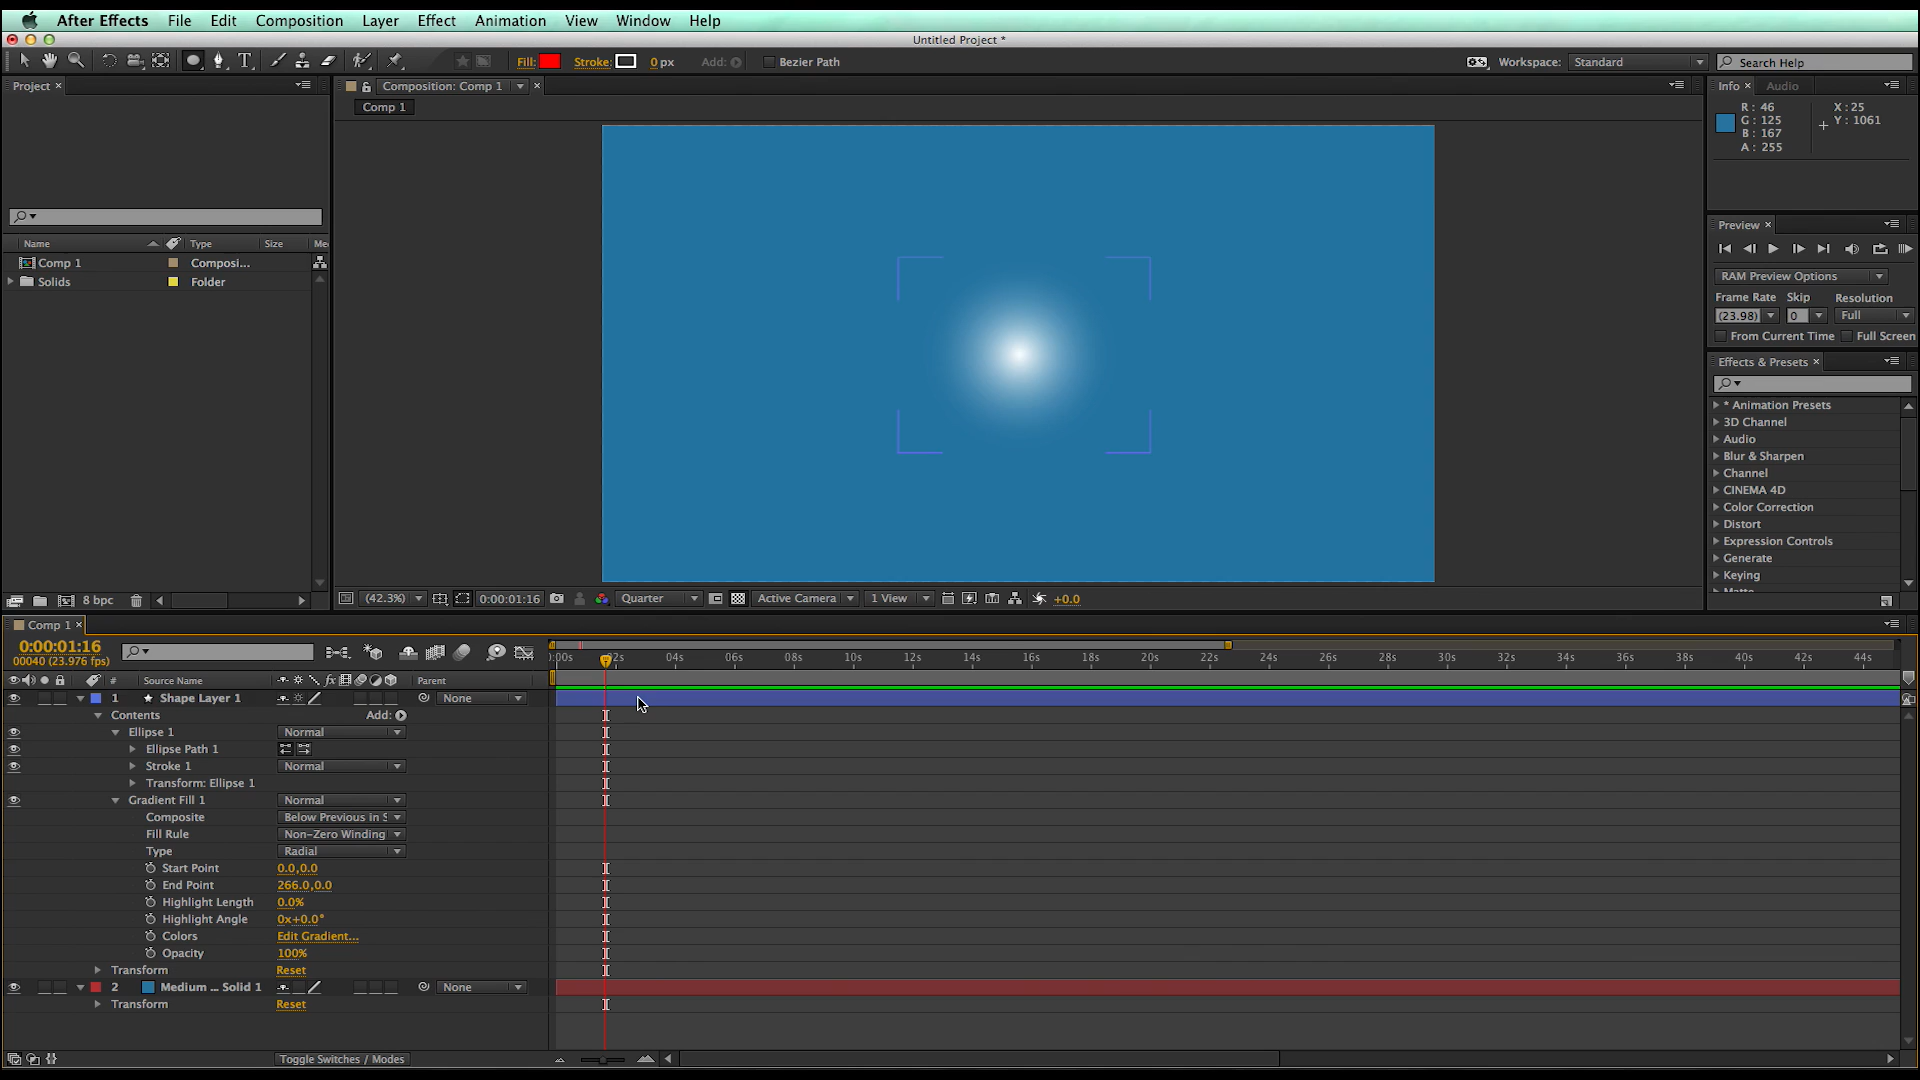 After Effects File Edit Composition Layer Effect Animation View Window Help
Untitled Project *
Fill: Stroke: 0 px Add: Bezier Path Workspace: Standard Search Help
Project Composition: Comp 1 Info Audio
Comp 1
R: 46 X: 25
G: 125 Y: 1061
B: 167
A: 255
Preview
Name Type Size
Comp 1 Composi...
Solids Folder
RAM Preview Options
Frame Rate Skip Resolution
(23.98) 0 Full
From Current Time Full Screen
Effects & Presets
* Animation Presets
3D Channel
Audio
Blur & Sharpen
Channel
CINEMA 4D
Color Correction
Distort
Expression Controls
Generate
Keying
8 bpc (42.3%) 0:00:01:16 Quarter Active Camera 1 View +0.0
Comp 1
0:00:01:16
00040 (23.976 fps)
:00s 02s 04s 06s 08s 10s 12s 14s 16s 18s 20s 22s 24s 26s 28s 30s 32s 34s 36s 38s 40s 42s 44s
# Source Name Parent
1 Shape Layer 1 None
Contents Add:
Ellipse 1 Normal
Ellipse Path 1
Stroke 1 Normal
Transform: Ellipse 1
Gradient Fill 1 Normal
Composite Below Previous in S
Fill Rule Non-Zero Winding
Type Radial
Start Point 0.0,0.0
End Point 266.0,0.0
Highlight Length 0.0%
Highlight Angle 0x+0.0°
Colors Edit Gradient...
Opacity 100%
Transform Reset
2 Medium ... Solid 1 None
Transform Reset
Toggle Switches / Modes